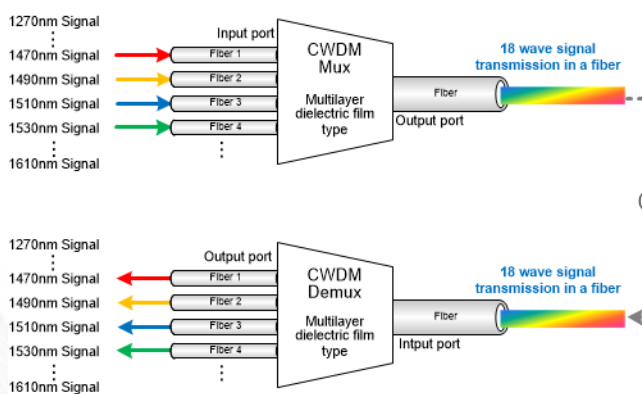 1270nm Signal
Input port
1470nm Signal
Fiber 1
1490nm Signal
Fiber 2
1510nm Signal
Fiber 3
1530nm Signal
Fiber 4
1610nm Signal
CWDM
Mux
Multilayer
dielectric film
type
Fiber
Output port
18 wave signal
transmission in a fiber
1270nm Signal
Output port
1470nm Signal
Fiber 1
1490nm Signal
Fiber 2
1510nm Signal
Fiber 3
1530nm Signal
Fiber 4
1610nm Signal
CWDM
Demux
Multilayer
dielectric film
type
Fiber
Intput port
18 wave signal
transmission in a fiber